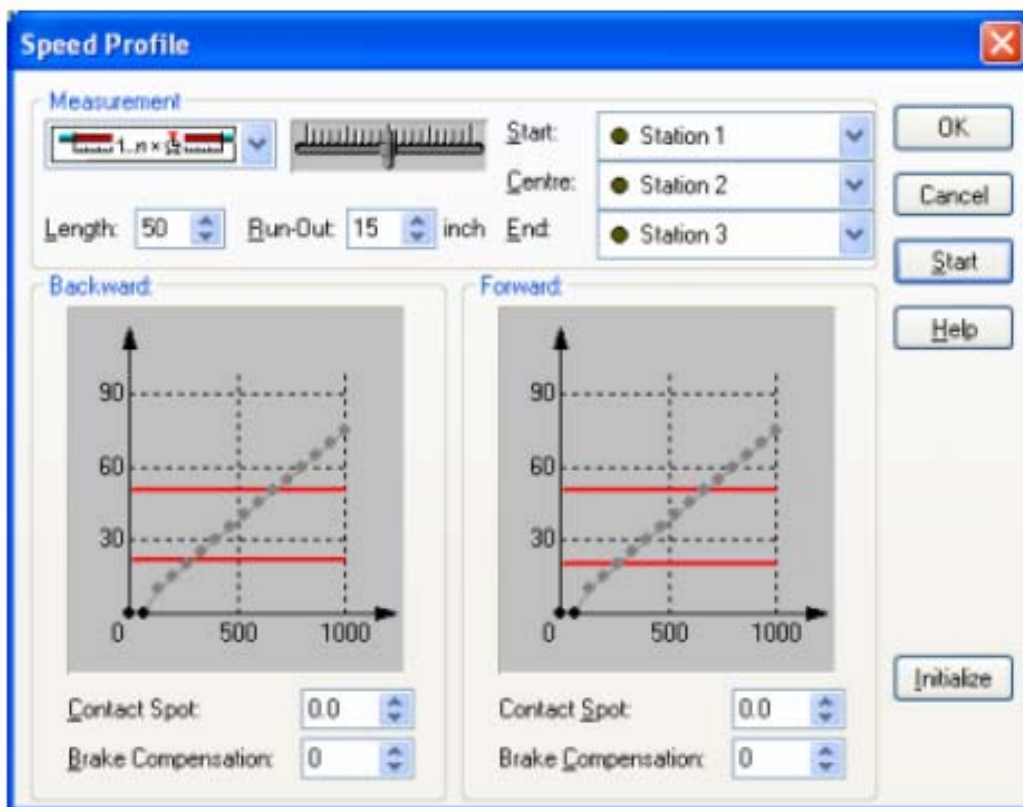 Speed Profile
Measurement
1..n ×
Start: Station 1
OK
Centre: Station 2
Cancel
Length: 50 Run-Out: 15 inch End: Station 3
Start
Backward:
Forward:
Help
90
60
30
0 500 1000
90
60
30
0 500 1000
Initialize
Contact Spot: 0.0
Brake Compensation: 0
Contact Spot: 0.0
Brake Compensation: 0